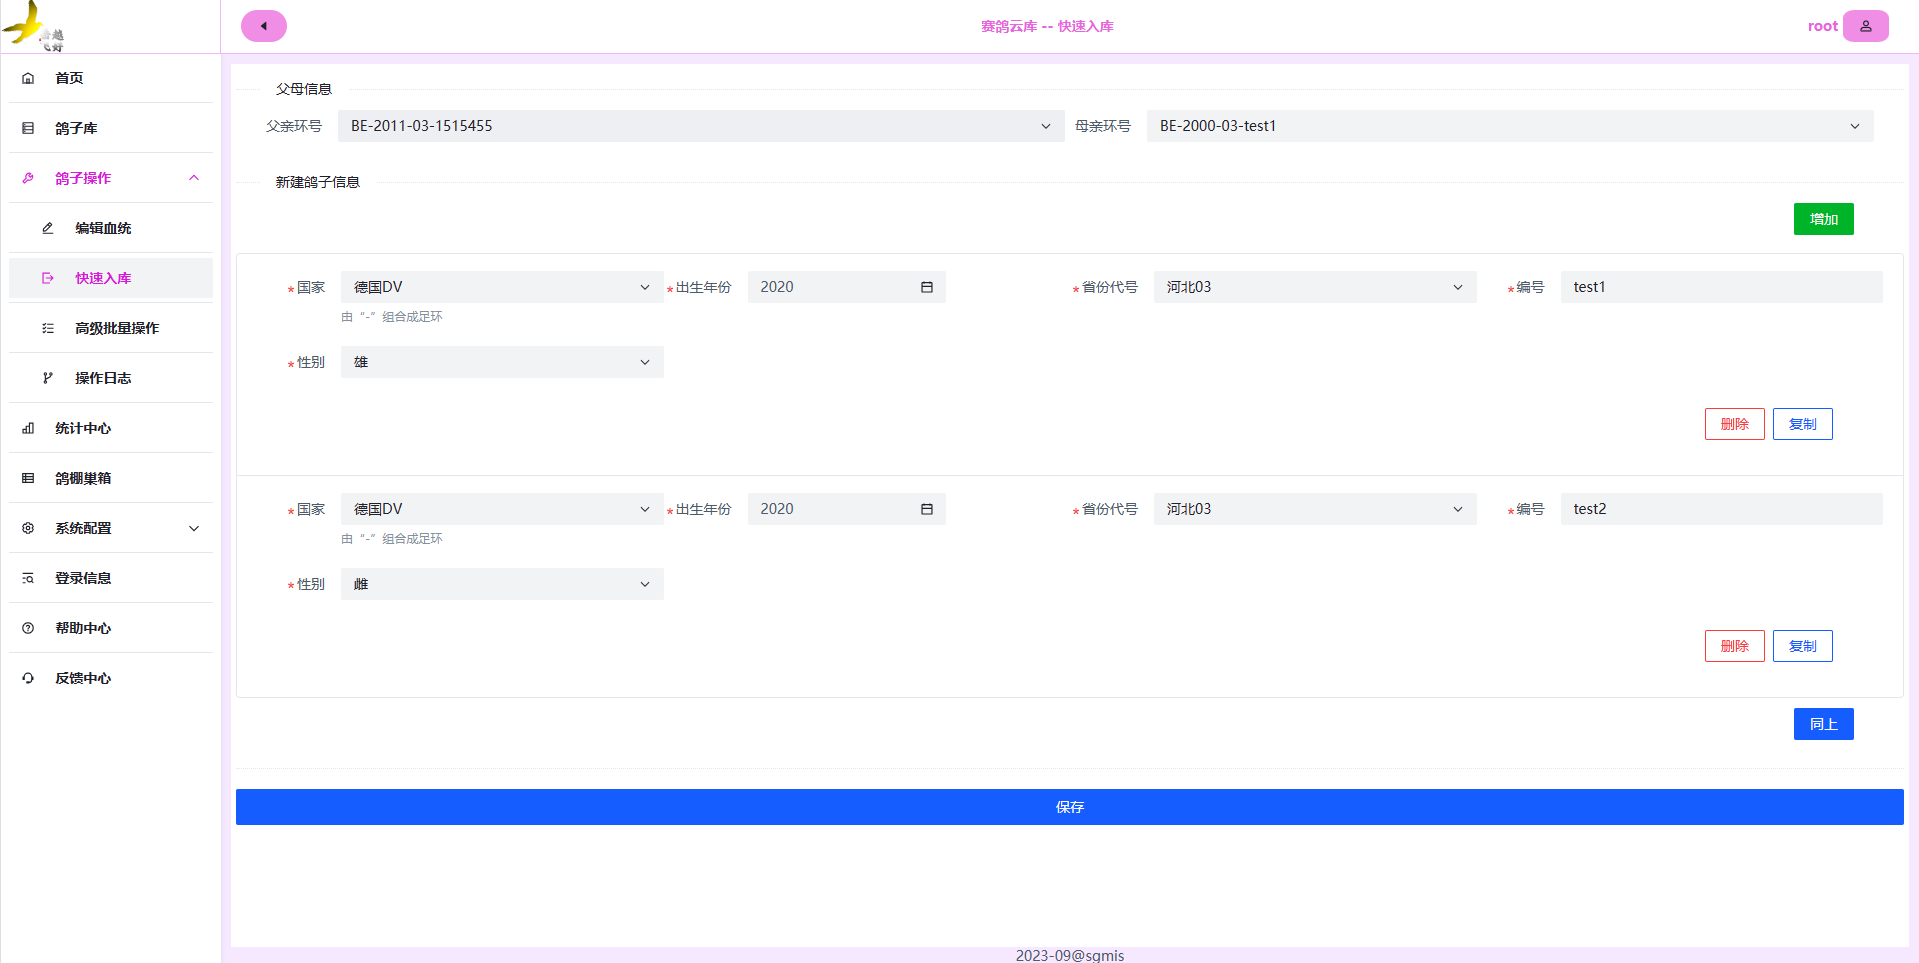 赛鸽云库 -- 快速入库
root
首页
鸽子库
鸽子操作
编辑血统
快速入库
高级批量操作
操作日志
统计中心
鸽棚巢箱
系统配置
登录信息
帮助中心
反馈中心
父母信息
父亲环号 BE-2011-03-1515455 母亲环号 BE-2000-03-test1
新建鸽子信息
增加
*国家 德国DV *出生年份 2020 *省份代号 河北03 *编号 test1
由“-”组合成足环
*性别 雄
删除 复制
*国家 德国DV *出生年份 2020 *省份代号 河北03 *编号 test2
由“-”组合成足环
*性别 雌
删除 复制
同上
保存
2023-09@sgmis